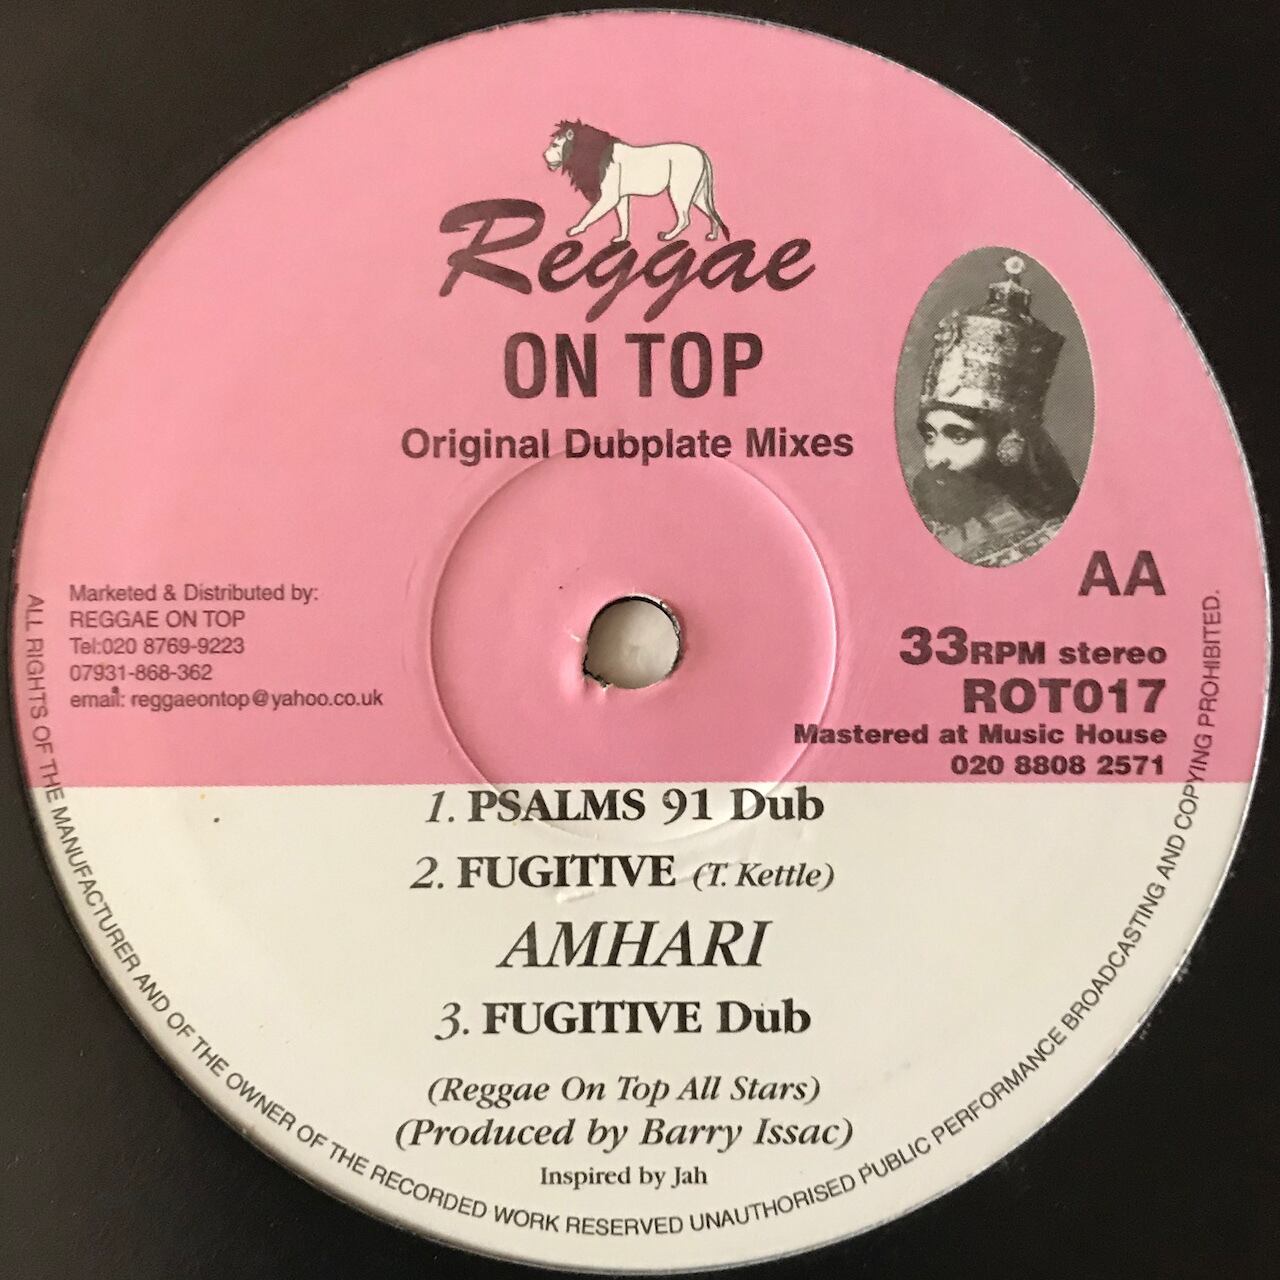 Reggae
ON TOP
Original Dubplate Mixes
Marketed & Distributed by:
REGGAE ON TOP
Tel:020 8769-9223
07931-868-362
email: reggaeontop@yahoo.co.uk
AA
33RPM stereo
ROT017
Mastered at Music House
020 8808 2571
1. PSALMS 91 Dub
2. FUGITIVE (T. Kettle)
AMHARI
3. FUGITIVE Dub
(Reggae On Top All Stars)
(Produced by Barry Issac)
Inspired by Jah
ALL RIGHTS OF THE MANUFACTURER AND OF THE OWNER OF THE RECORDED WORK RESERVED UNAUTHORISED PUBLIC PERFORMANCE BROADCASTING AND COPYING PROHIBITED.